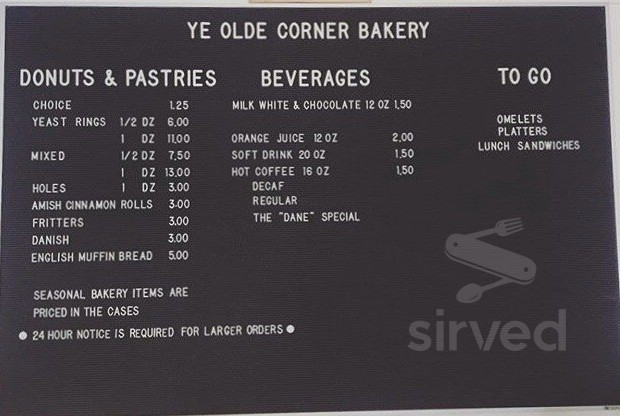 YE OLDE CORNER BAKERY
DONUTS & PASTRIES
CHOICE 1.25
YEAST RINGS 1/2 DZ 6.00
1 DZ 11.00
MIXED 1/2 DZ 7.50
1 DZ 13.00
HOLES 1 DZ 3.00
AMISH CINNAMON ROLLS 3.00
FRITTERS 3.00
DANISH 3.00
ENGLISH MUFFIN BREAD 5.00
SEASONAL BAKERY ITEMS ARE
PRICED IN THE CASES
● 24 HOUR NOTICE IS REQUIRED FOR LARGER ORDERS ●
BEVERAGES
MILK WHITE & CHOCOLATE 12 OZ 1.50
ORANGE JUICE 12 OZ 2.00
SOFT DRINK 20 OZ 1.50
HOT COFFEE 16 OZ 1.50
DECAF
REGULAR
THE "DANE" SPECIAL
TO GO
OMELETS
PLATTERS
LUNCH SANDWICHES
sirved